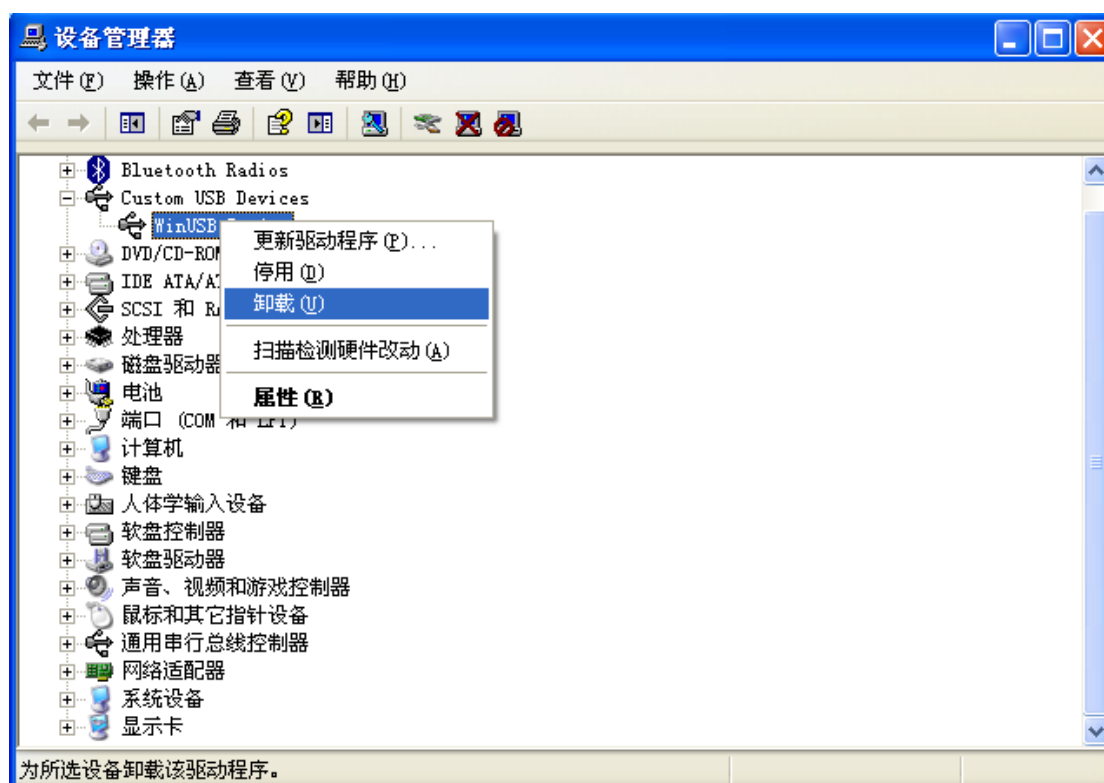 设备管理器
文件(F) 操作(A) 查看(V) 帮助(H)
Bluetooth Radios
Custom USB Devices
WinUSB
更新驱动程序(P)...
DVD/CD-ROM
停用(D)
IDE ATA/AT
卸载(U)
SCSI 和
处理器
扫描检测硬件改动(A)
磁盘驱动器
电池
属性(R)
端口 (COM 和 LPT)
计算机
键盘
人体学输入设备
软盘控制器
软盘驱动器
声音、视频和游戏控制器
鼠标和其它指针设备
通用串行总线控制器
网络适配器
系统设备
显示卡
为所选设备卸载该驱动程序。